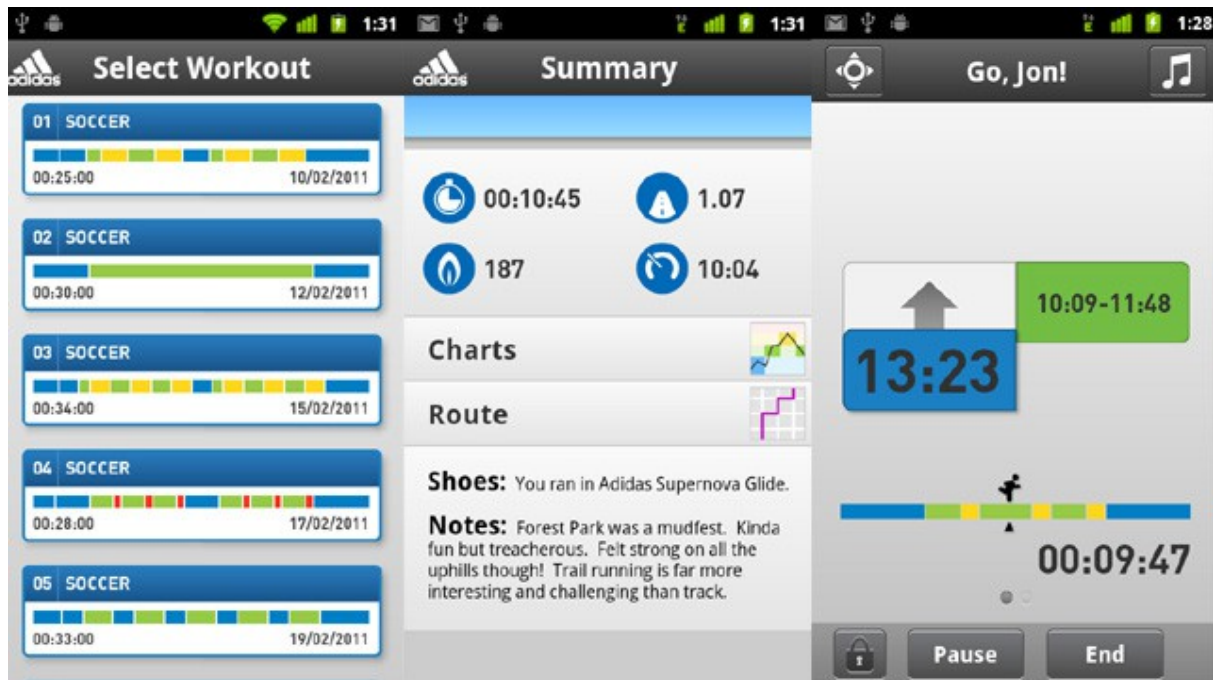 1:31
adidas
Select Workout
01 SOCCER
00:25:00 10/02/2011
02 SOCCER
00:30:00 12/02/2011
03 SOCCER
00:34:00 15/02/2011
04 SOCCER
00:28:00 17/02/2011
05 SOCCER
00:33:00 19/02/2011
1:31
adidas
Summary
00:10:45 1.07
187 10:04
Charts
Route
Shoes: You ran in Adidas Supernova Glide.
Notes: Forest Park was a mudfest. Kinda
fun but treacherous. Felt strong on all the
uphills though! Trail running is far more
interesting and challenging than track.
1:28
Go, Jon!
10:09-11:48
13:23
00:09:47
Pause End